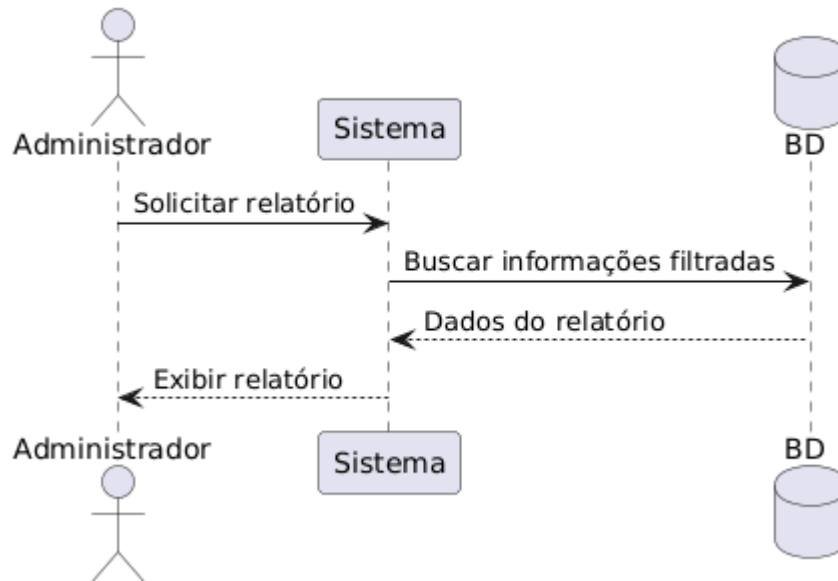 Administrador
Sistema
BD
Solicitar relatório
Buscar informações filtradas
Dados do relatório
Exibir relatório
Administrador
Sistema
BD